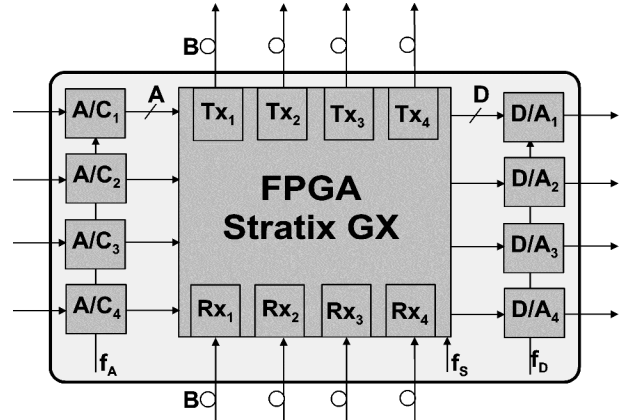 B
A/C1 A Tx1 Tx2 Tx3 Tx4 D D/A1
A/C2 D/A2
FPGA
Stratix GX
A/C3 D/A3
A/C4 Rx1 Rx2 Rx3 Rx4 D/A4
fA fS fD
B